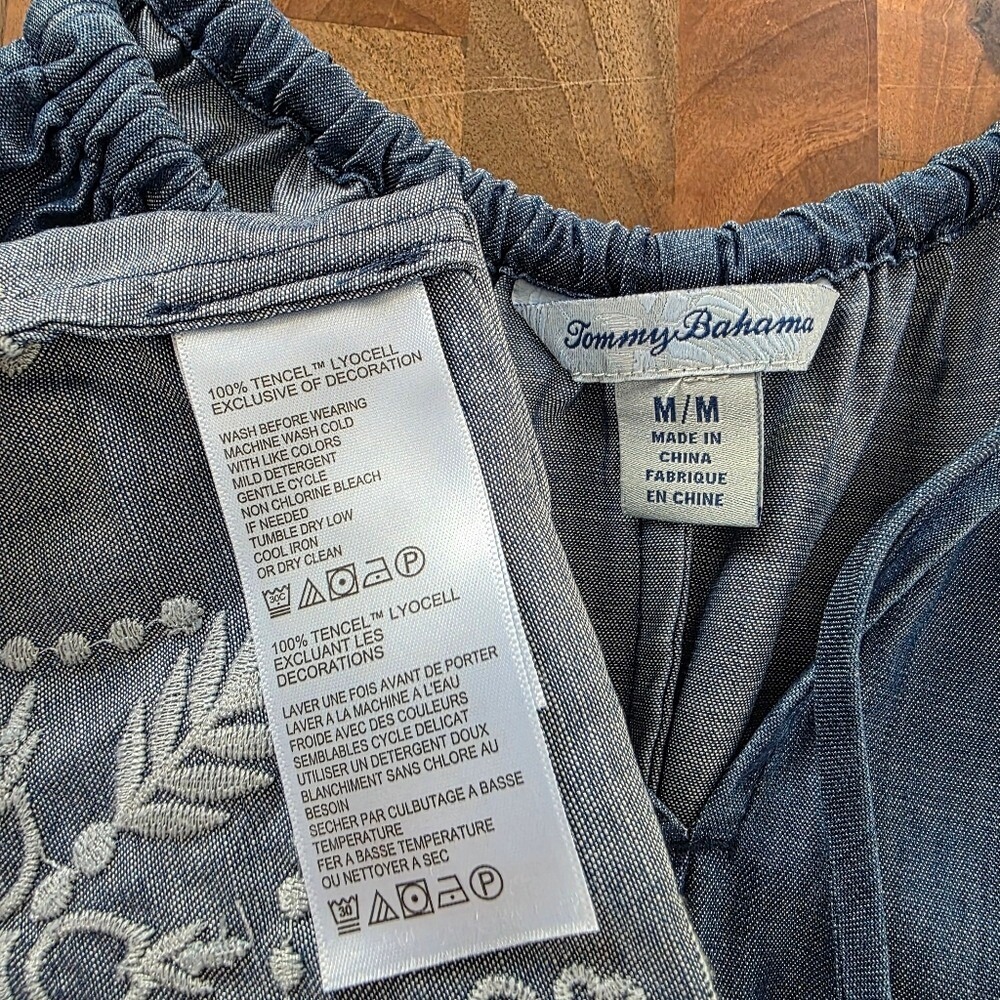 100% TENCEL™ LYOCELL
EXCLUSIVE OF DECORATION
WASH BEFORE WEARING
MACHINE WASH COLD
WITH LIKE COLORS
MILD DETERGENT
GENTLE CYCLE
NON CHLORINE BLEACH
IF NEEDED
TUMBLE DRY LOW
COOL IRON
OR DRY CLEAN
30C P
100% TENCEL™ LYOCELL
EXCLUANT LES
DECORATIONS
LAVER UNE FOIS AVANT DE PORTER
LAVER A LA MACHINE A L'EAU
FROIDE AVEC DES COULEURS
SEMBLABLES CYCLE DELICAT
UTILISER UN DETERGENT DOUX
BLANCHIMENT SANS CHLORE AU
BESOIN
SECHER PAR CULBUTAGE A BASSE
TEMPERATURE
FER A BASSE TEMPERATURE
OU NETTOYER A SEC
30 P
Tommy Bahama
M/M
MADE IN
CHINA
FABRIQUE
EN CHINE